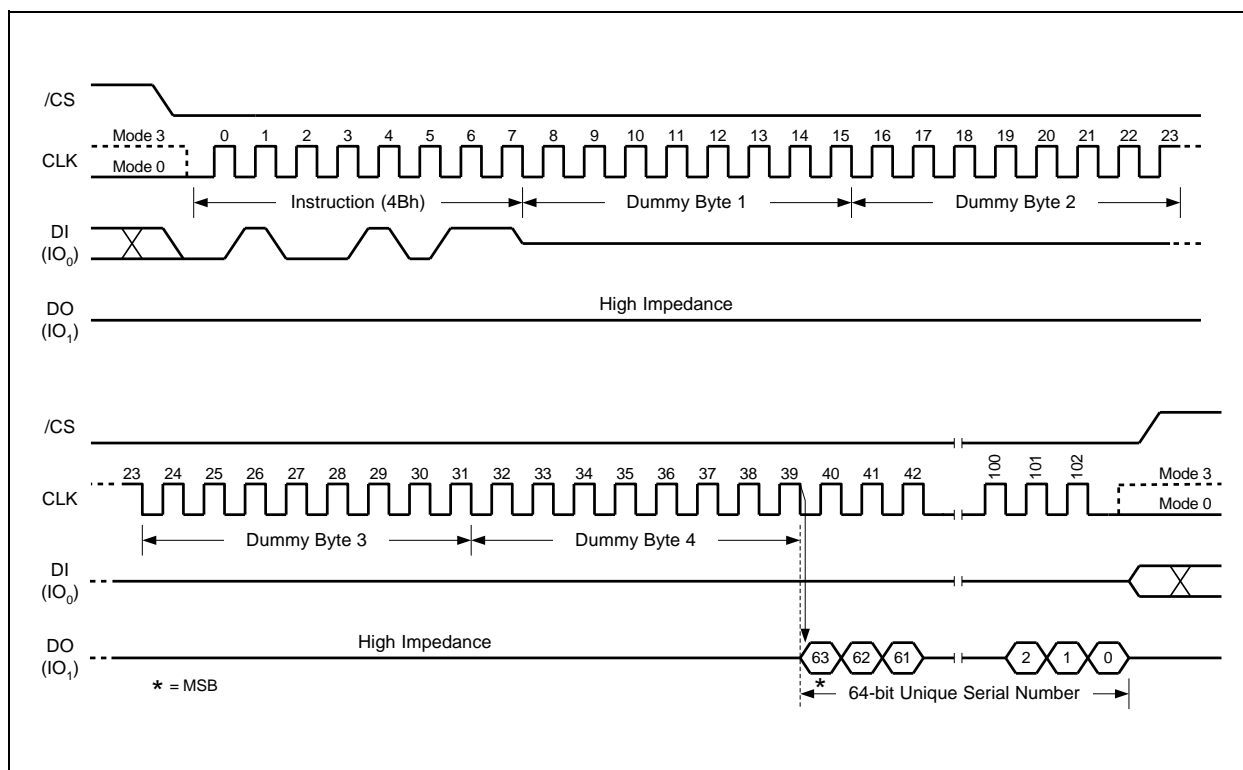 /CS
Mode 3 0 1 2 3 4 5 6 7 8 9 10 11 12 13 14 15 16 17 18 19 20 21 22 23
CLK
Mode 0
Instruction (4Bh) Dummy Byte 1 Dummy Byte 2
DI
(IO0)
High Impedance
DO
(IO1)
/CS
23 24 25 26 27 28 29 30 31 32 33 34 35 36 37 38 39 40 41 42 100 101 102 Mode 3
CLK
Mode 0
Dummy Byte 3 Dummy Byte 4
DI
(IO0)
High Impedance
DO
(IO1)
63 62 61 2 1 0
* = MSB
*
64-bit Unique Serial Number